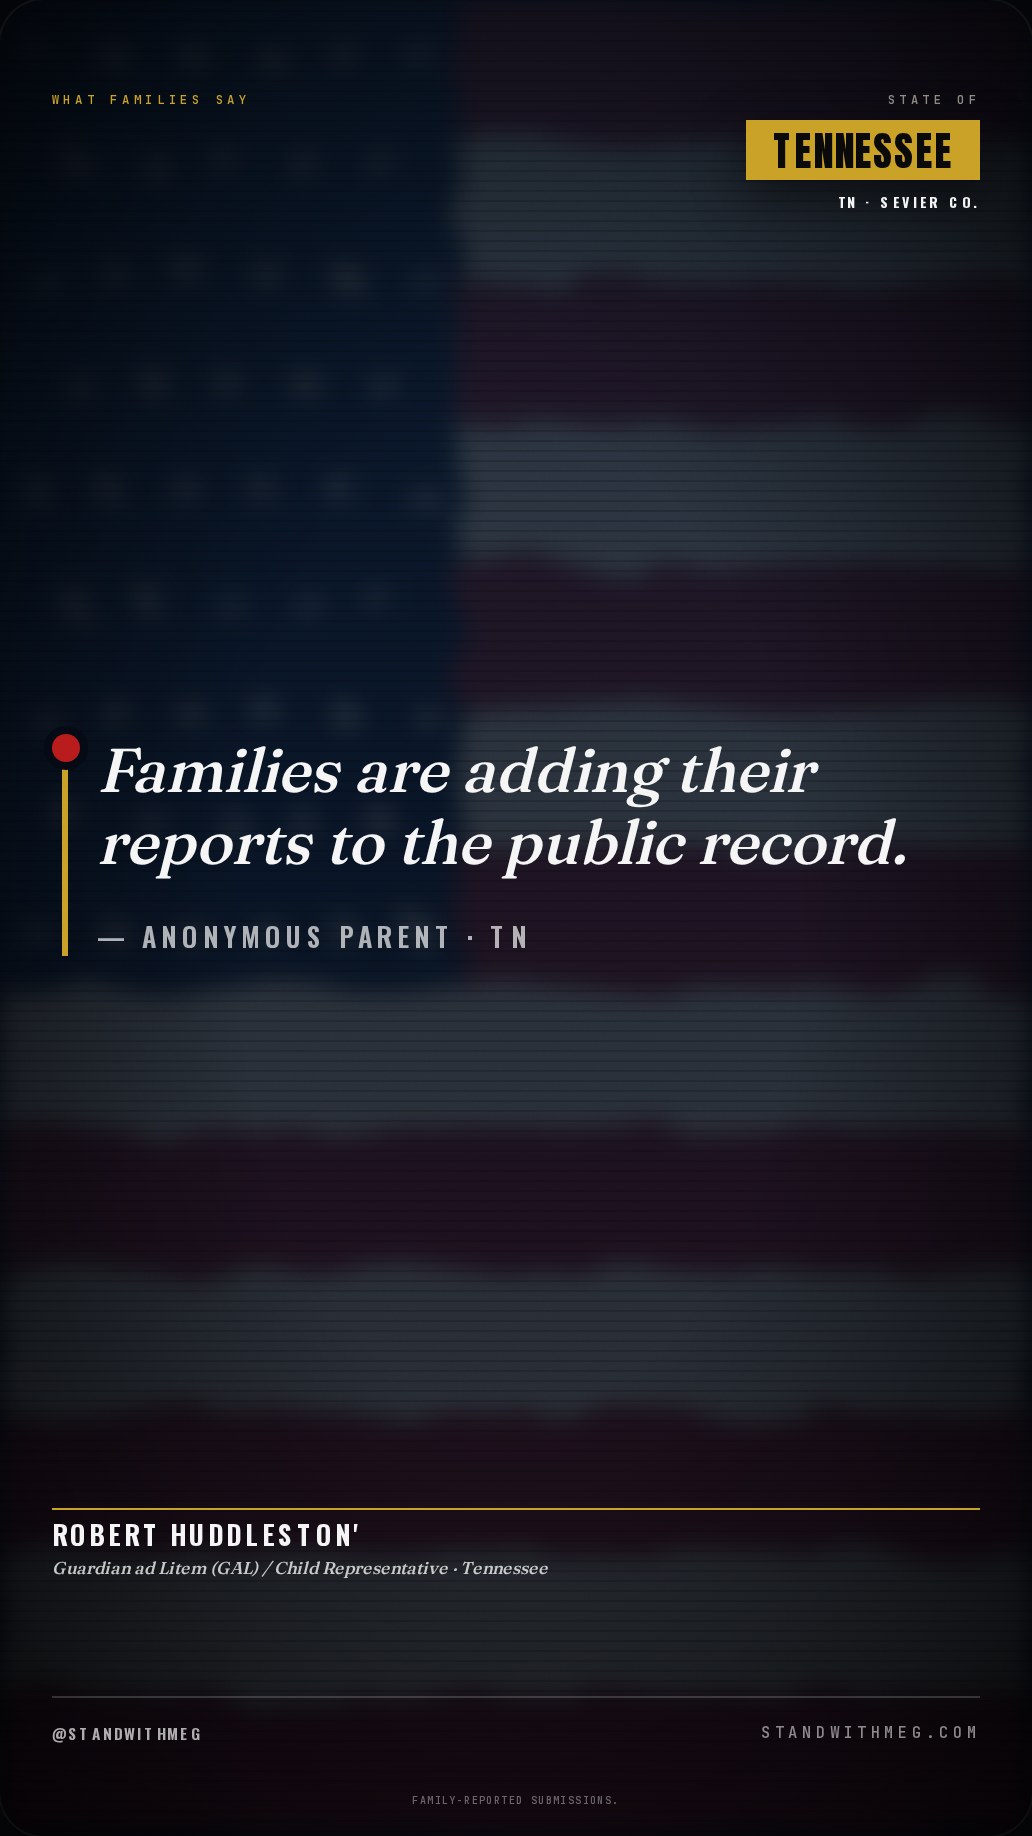 WHAT FAMILIES SAY
STATE OF
TENNESSEE
TN · SEVIER CO.
Families are adding their
reports to the public record.
— ANONYMOUS PARENT · TN
ROBERT HUDDLESTON'
Guardian ad Litem (GAL) / Child Representative · Tennessee
@STANDWITHMEG
STANDWITHMEG.COM
FAMILY-REPORTED SUBMISSIONS.